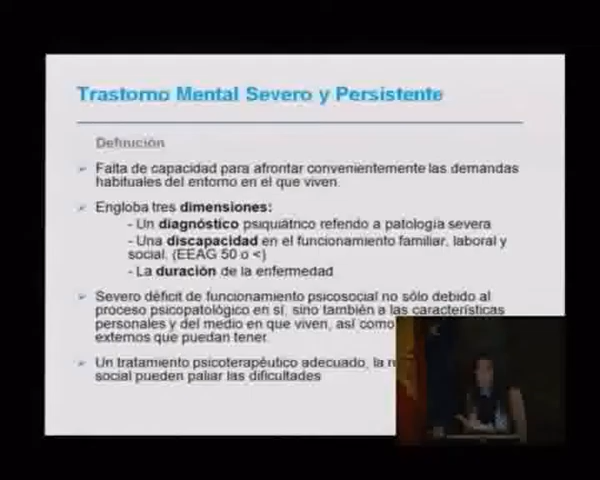 Trastorno Mental Severo y Persistente
Definición
Falta de capacidad para afrontar convenientemente las demandas
habituales del entorno en el que viven.
Engloba tres dimensiones:
- Un diagnóstico psiquiátrico referido a patología severa
- Una discapacidad en el funcionamiento familiar, laboral y
social. (EEAG 50 o <)
- La duración de la enfermedad
Severo déficit de funcionamiento psicosocial no sólo debido al
proceso psicopatológico en sí, sino también a las características
personales y del medio en que viven, así como
externos que puedan tener.
Un tratamiento psicoterapéutico adecuado, la
social pueden paliar las dificultades